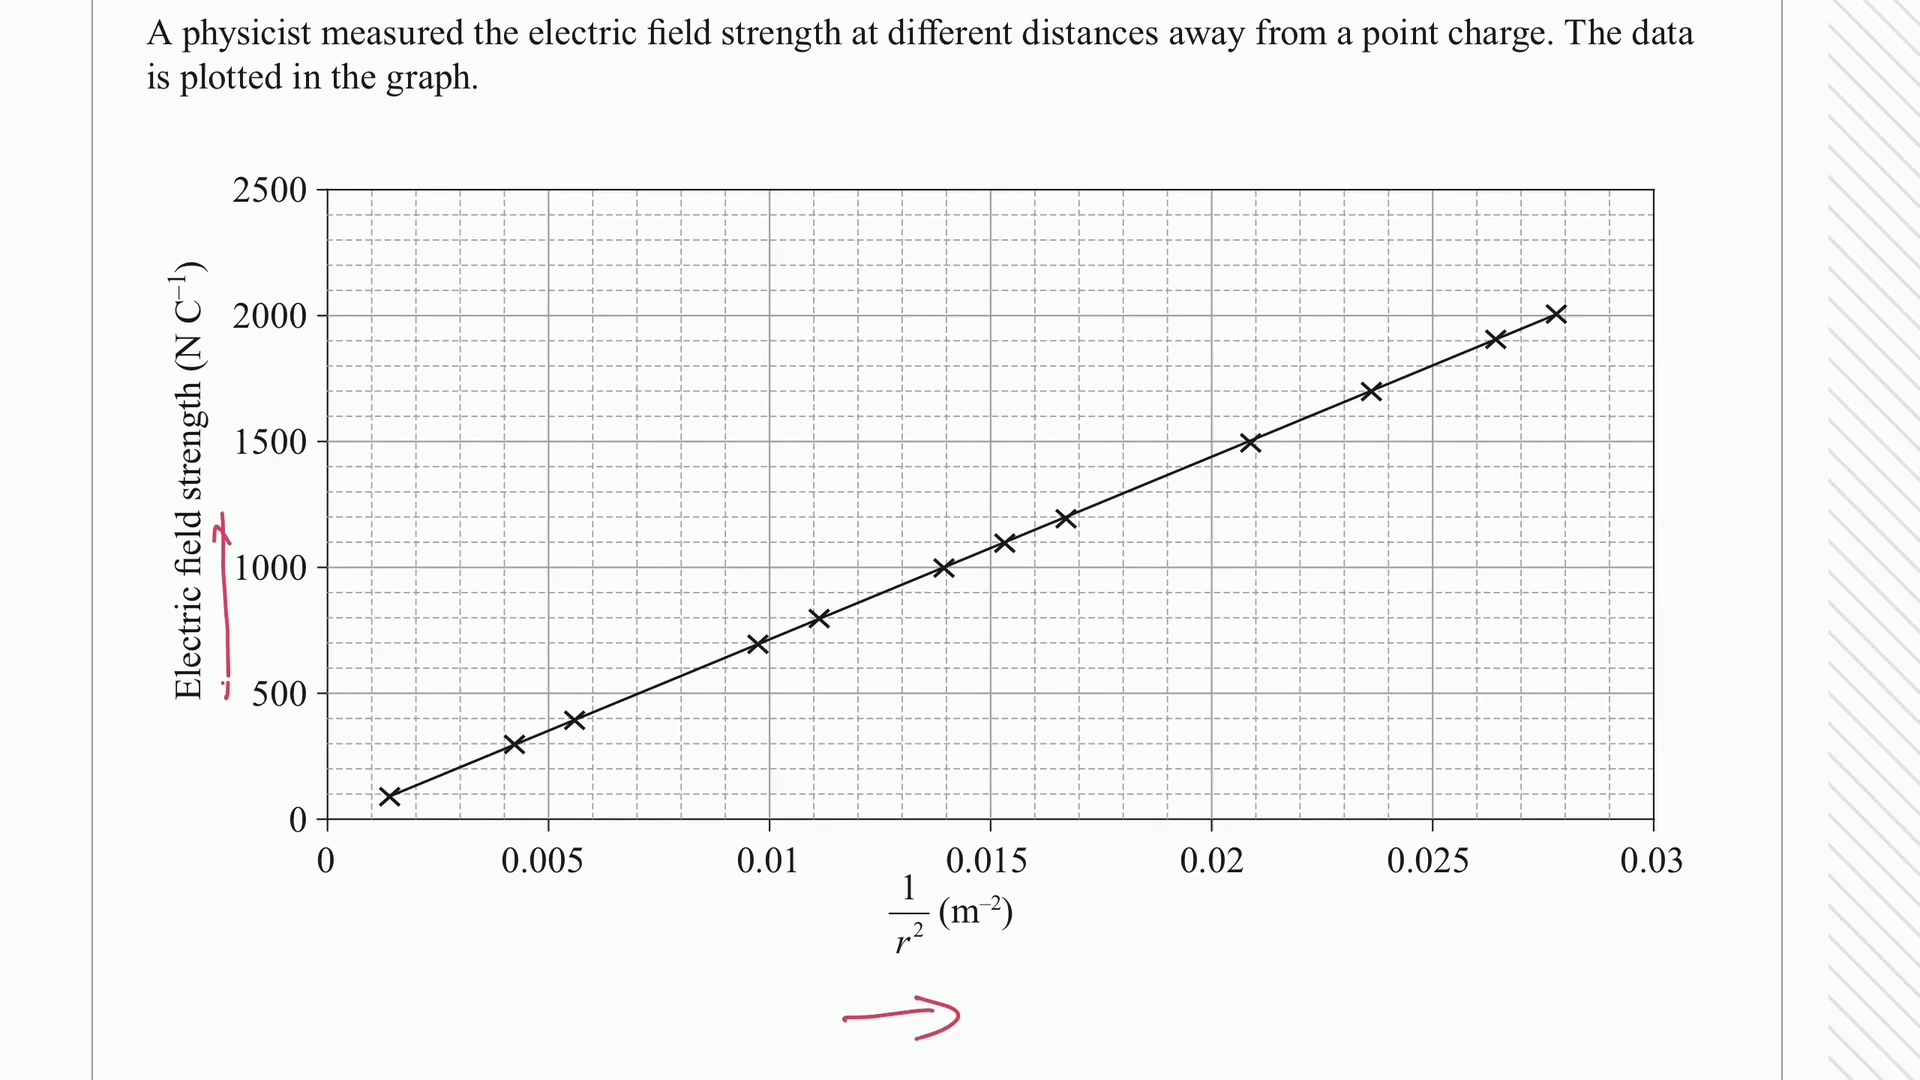 A physicist measured the electric field strength at different distances away from a point charge. The data
is plotted in the graph.
Electric field strength (N C⁻¹)
2500
2000
1500
1000
500
0
0 0.005 0.01 0.015 0.02 0.025 0.03
1/r² (m⁻²)